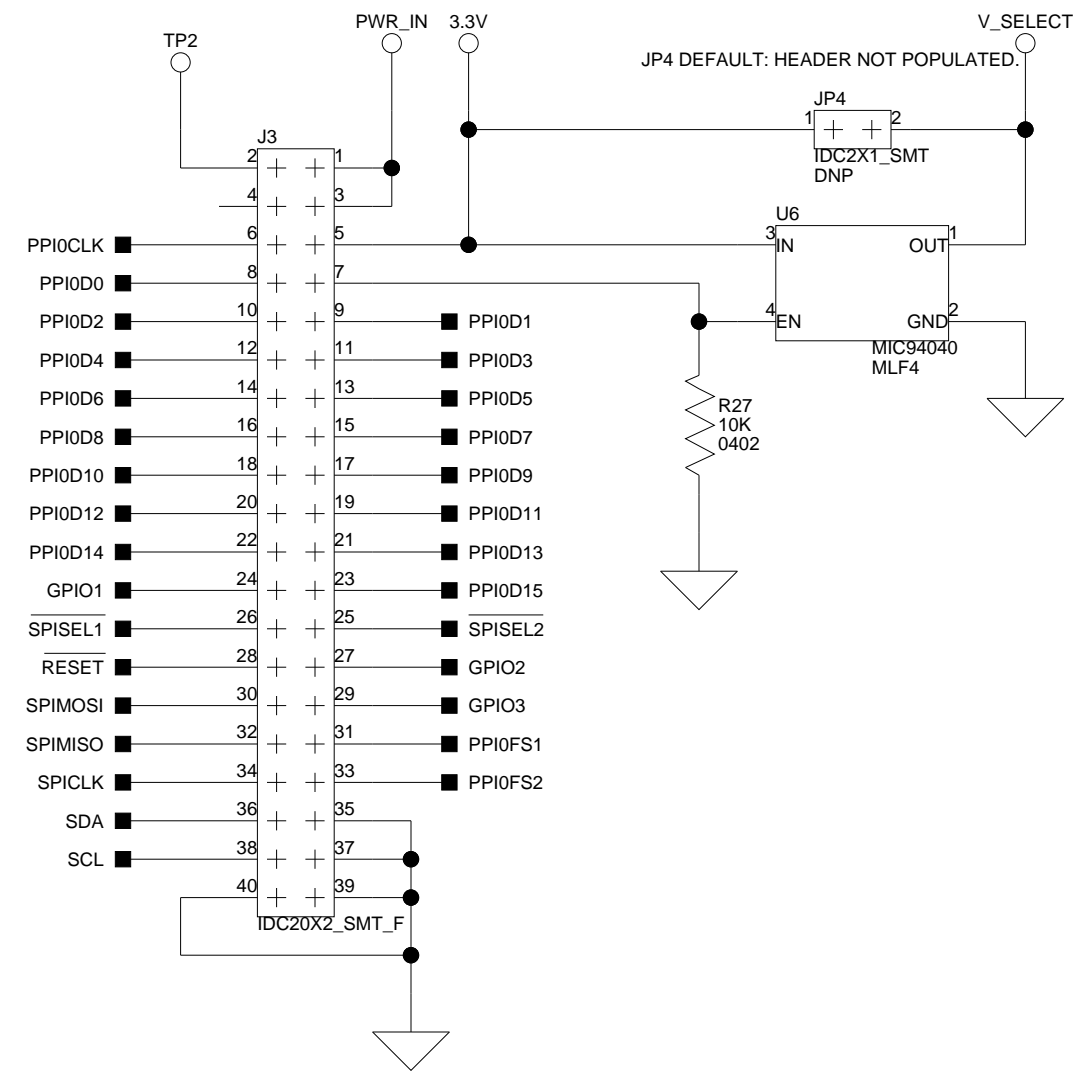 PWR_IN 3.3V V_SELECT
TP2
JP4 DEFAULT: HEADER NOT POPULATED.
JP4
1 2
IDC2X1_SMT
DNP
J3
2 1
4 3
U6
PPI0CLK 6 5 3 IN OUT 1
PPI0D0 8 7
PPI0D2 10 9 PPI0D1 4 EN GND 2
MIC94040
MLF4
PPI0D4 12 11 PPI0D3
PPI0D6 14 13 PPI0D5
R27
10K
0402
PPI0D8 16 15 PPI0D7
PPI0D10 18 17 PPI0D9
PPI0D12 20 19 PPI0D11
PPI0D14 22 21 PPI0D13
GPIO1 24 23 PPI0D15
SPISEL1 26 25 SPISEL2
RESET 28 27 GPIO2
SPIMOSI 30 29 GPIO3
SPIMISO 32 31 PPI0FS1
SPICLK 34 33 PPI0FS2
SDA 36 35
SCL 38 37
40 39
IDC20X2_SMT_F